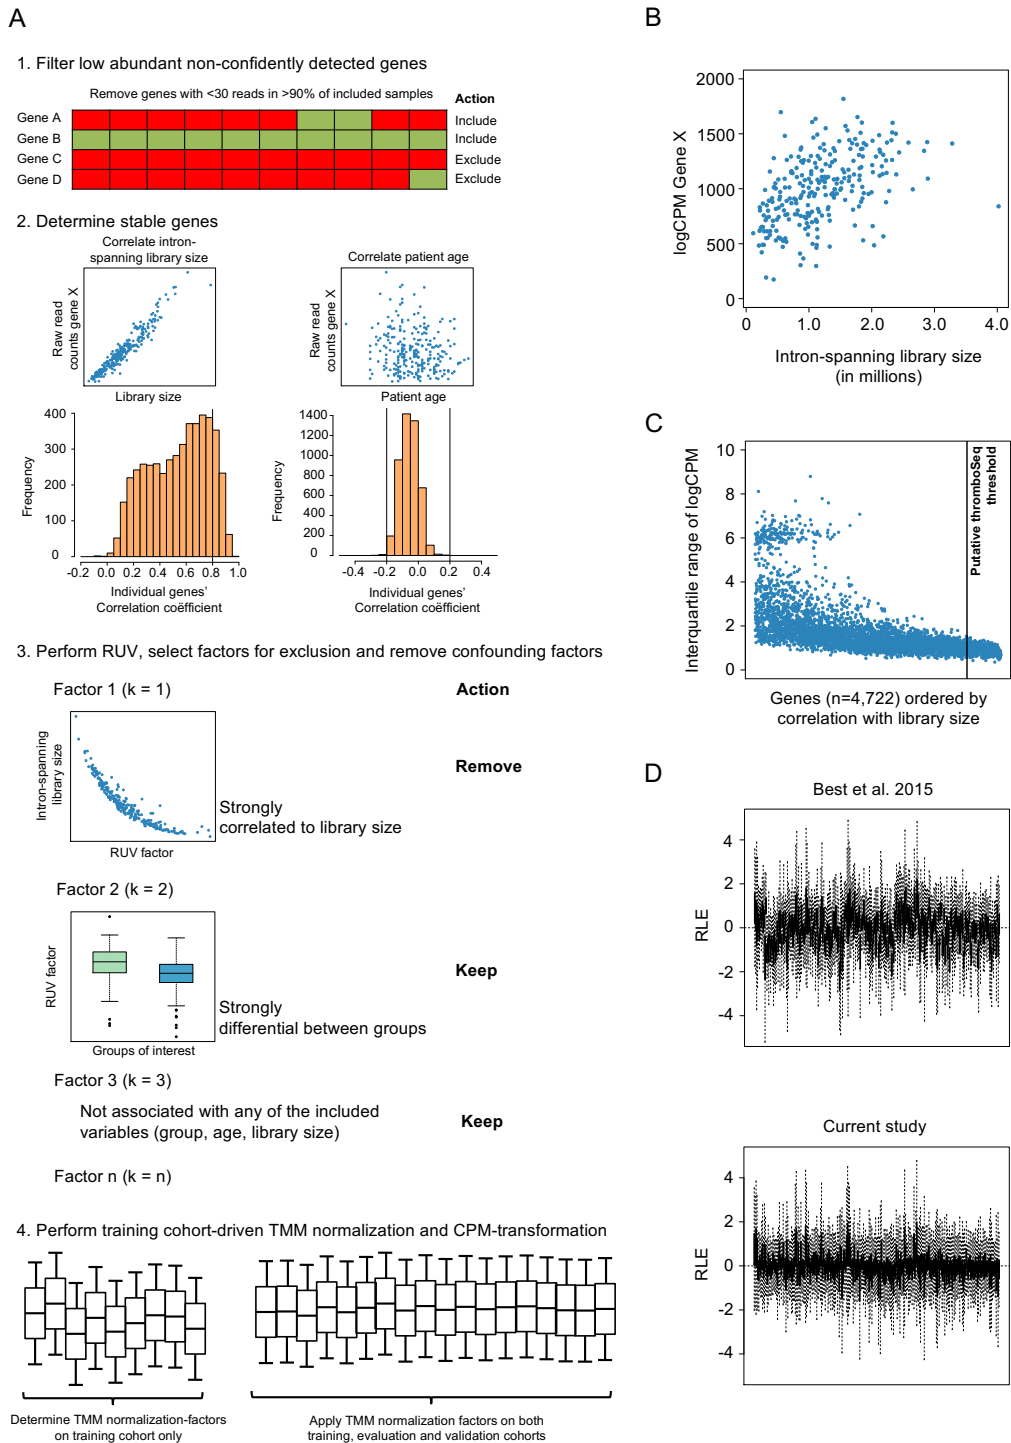 A
1. Filter low abundant non-confidently detected genes
Remove genes with <30 reads in >90% of included samples
Action
Gene A
Include
Gene B
Include
Gene C
Exclude
Gene D
Exclude
2. Determine stable genes
Correlate intron-
spanning library size
Raw read
counts gene X
Library size
Correlate patient age
Raw read
counts gene X
Patient age
400
300
200
100
0
Frequency
-0.2
0.0
0.2
0.4
0.6
0.8
1.0
Individual genes'
Correlation coëfficient
1400
1200
1000
800
600
400
200
0
Frequency
-0.4
-0.2
0.0
0.2
0.4
Individual genes'
Correlation coëfficient
3. Perform RUV, select factors for exclusion and remove confounding factors
Factor 1 (k = 1)
Action
Intron-spanning
library size
RUV factor
Strongly
correlated to library size
Remove
Factor 2 (k = 2)
RUV factor
Groups of interest
Strongly
differential between groups
Keep
Factor 3 (k = 3)
Not associated with any of the included
variables (group, age, library size)
Keep
Factor n (k = n)
4. Perform training cohort-driven TMM normalization and CPM-transformation
Determine TMM normalization-factors
on training cohort only
Apply TMM normalization factors on both
training, evaluation and validation cohorts
B
2000
1500
1000
500
0
logCPM Gene X
0
1.0
2.0
3.0
4.0
Intron-spanning library size
(in millions)
C
10
8
6
4
2
0
Interquartile range of logCPM
Putative thromboSeq
threshold
Genes (n=4,722) ordered by
correlation with library size
D
Best et al. 2015
4
2
0
-2
-4
RLE
Current study
4
2
0
-2
-4
RLE